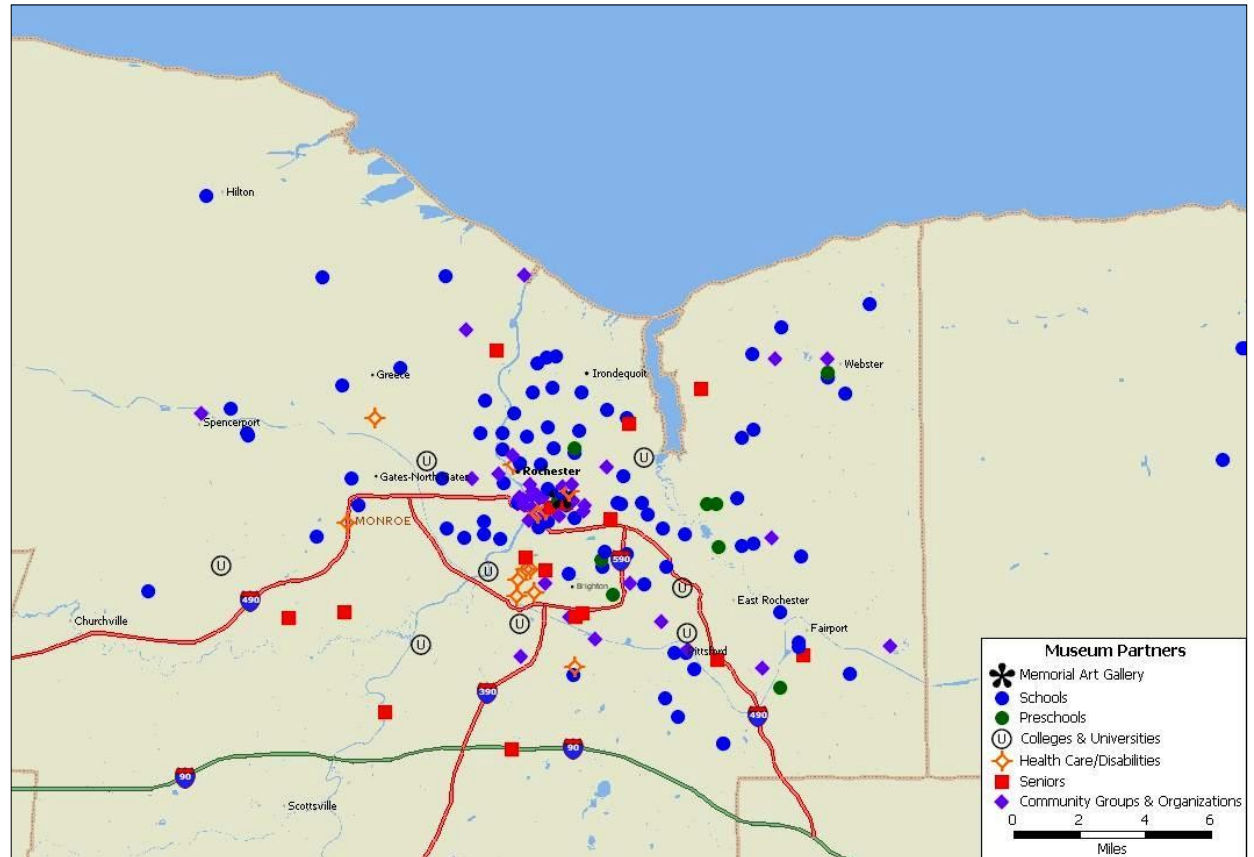 Hilton
Greece
Irondequoit
Webster
Spencerport
Gates-North Gates
Rochester
MONROE
590
Brighton
490
East Rochester
Churchville
Fairport
Pittsford
390
490
90
90
Scottsville
Museum Partners
Memorial Art Gallery
Schools
Preschools
U Colleges & Universities
Health Care/Disabilities
Seniors
Community Groups & Organizations
0 2 4 6
Miles
U
U
U
U
U
U
U
U